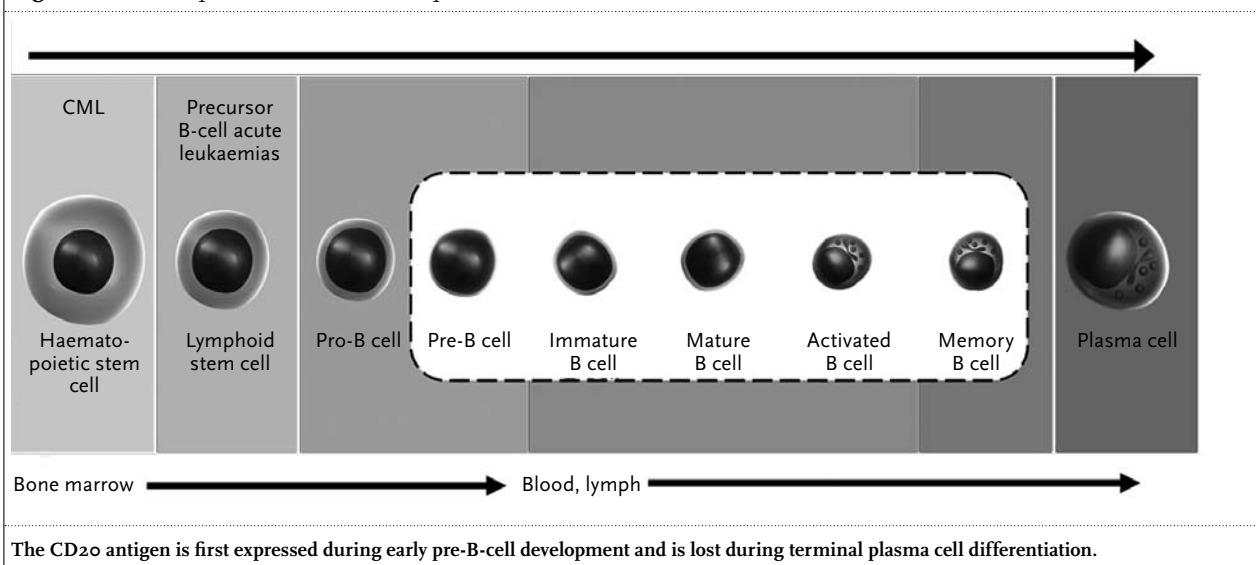 CML
Precursor
B-cell acute
leukaemias
Haemato-
poietic stem
cell
Lymphoid
stem cell
Pro-B cell
Pre-B cell
Immature
B cell
Mature
B cell
Activated
B cell
Memory
B cell
Plasma cell
Bone marrow
Blood, lymph
The CD20 antigen is first expressed during early pre-B-cell development and is lost during terminal plasma cell differentiation.